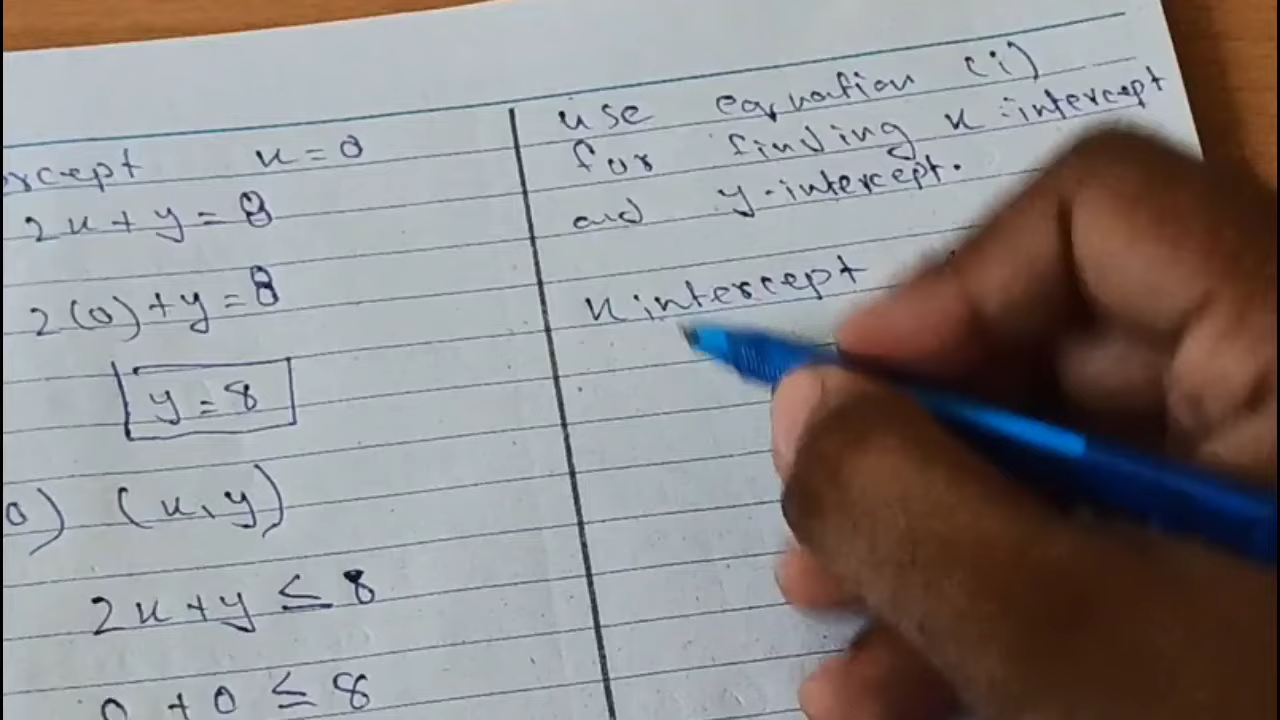 x = 0
2x + y = 8
2(0) + y = 8
y = 8
0) (x, y)
2x + y ≤ 8
0 + 0 ≤ 8
use equation (i)
for finding x-intercept
and y-intercept.
x intercept